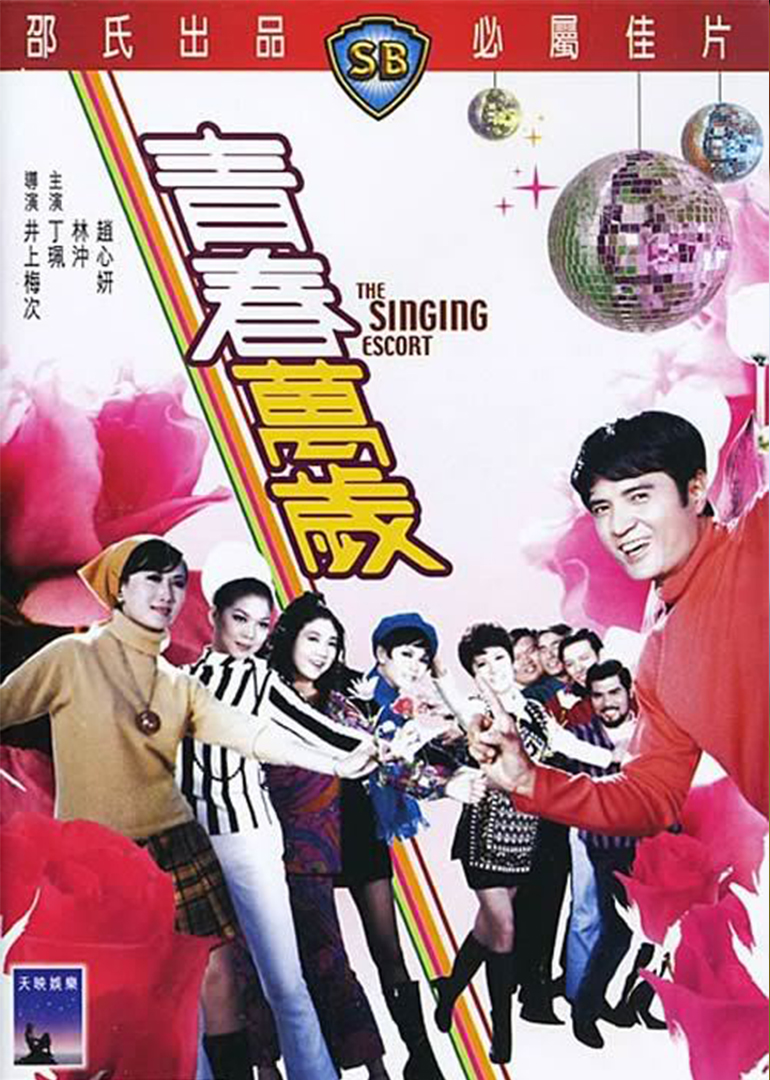 邵氏出品
SB
必屬佳片
青春萬歲
THE
SINGING
ESCORT
趙心妍
林沖
主演 丁珮
導演 井上梅次
天映娛樂